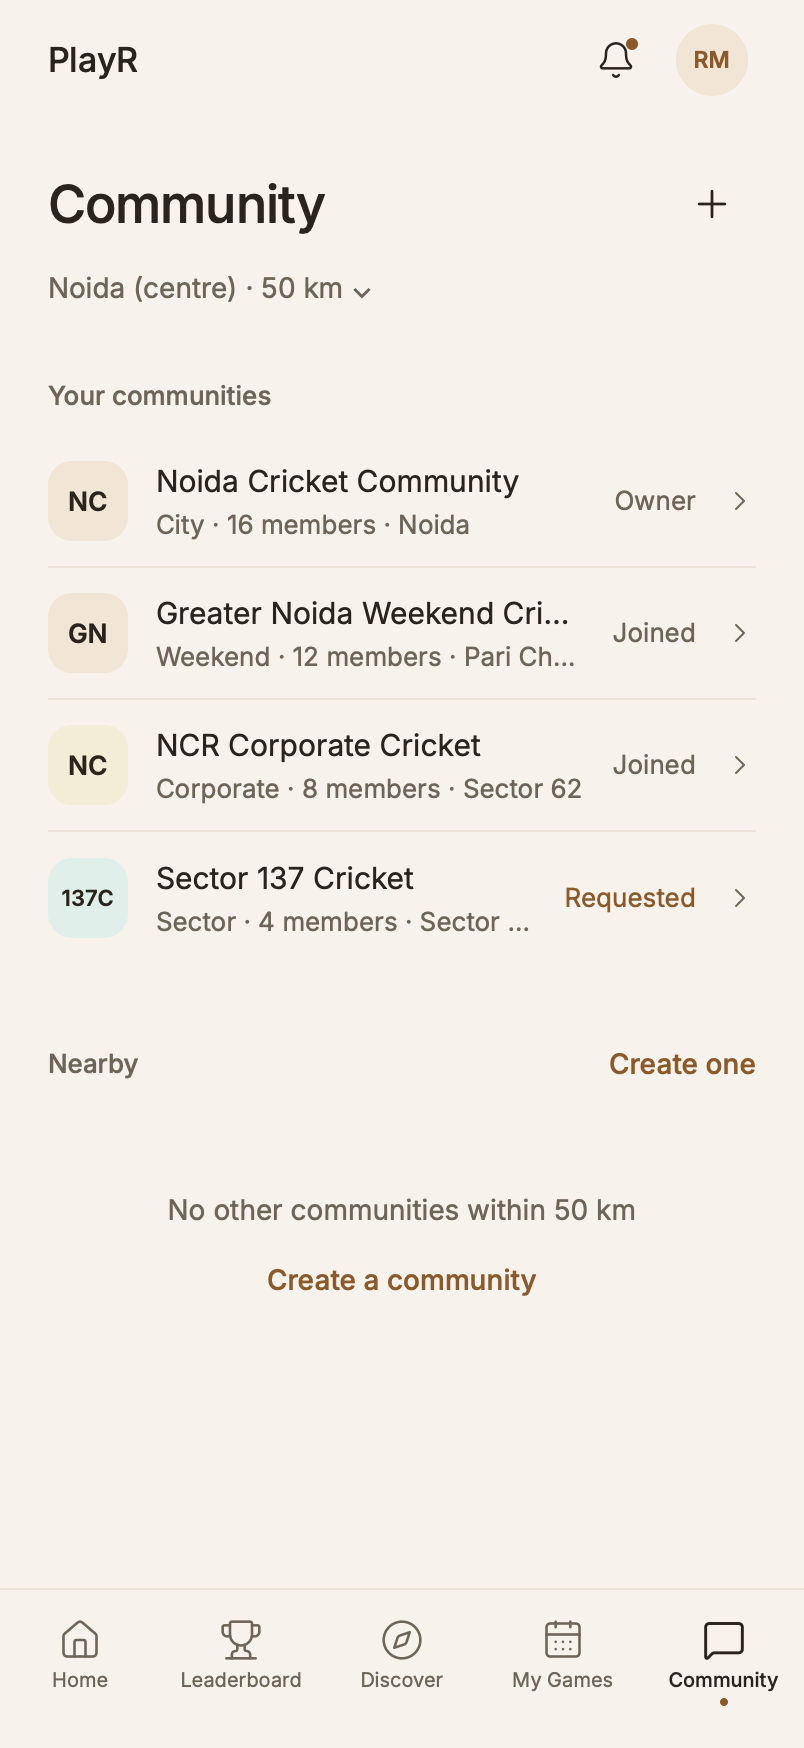 PlayR
RM
Community
Noida (centre) · 50 km
Your communities
NC
Noida Cricket Community
City · 16 members · Noida
Owner
GN
Greater Noida Weekend Cri...
Weekend · 12 members · Pari Ch...
Joined
NC
NCR Corporate Cricket
Corporate · 8 members · Sector 62
Joined
137C
Sector 137 Cricket
Sector · 4 members · Sector ...
Requested
Nearby
Create one
No other communities within 50 km
Create a community
Home
Leaderboard
Discover
My Games
Community